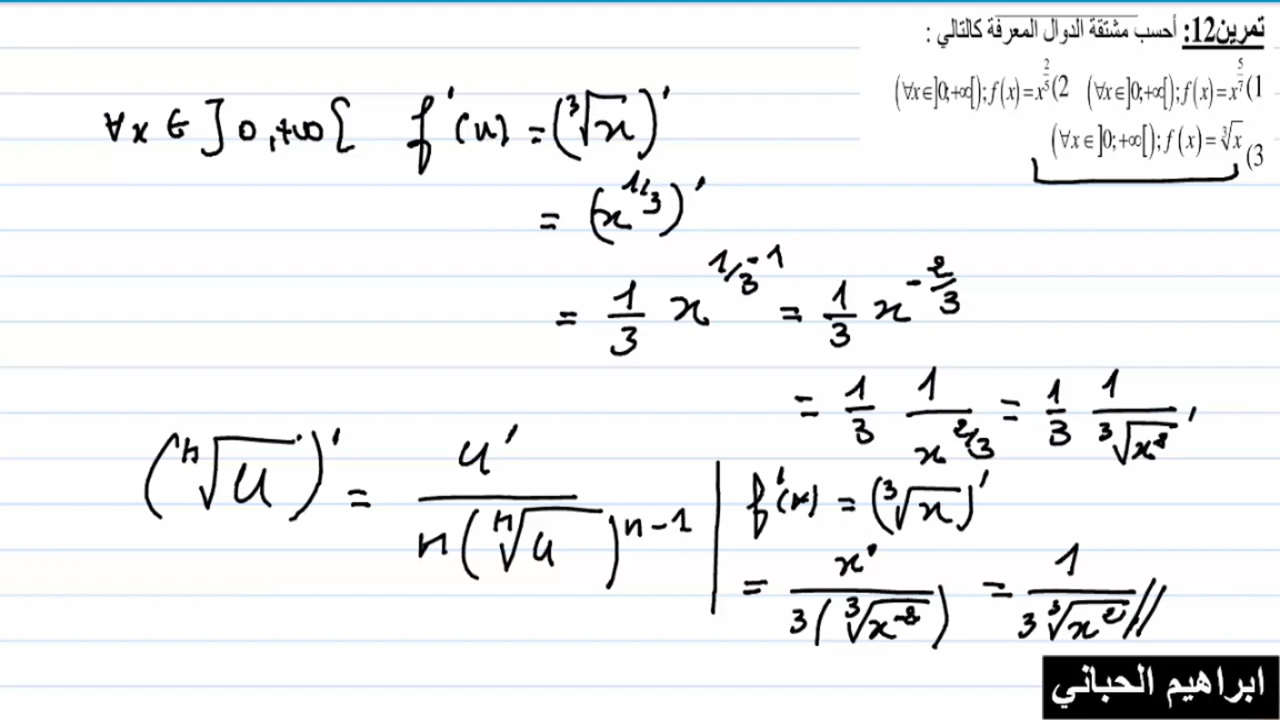 تمرين12: أحسب مشتقة الدوال المعرفة كالتالي :
1) (∀x∈]0;+∞[);f(x)=x^{5/7} 2) (∀x∈]0;+∞[);f(x)=x^{2/5}
3) (∀x∈]0;+∞[);f(x)=∛x
∀x ∈ ]0,+∞[ f'(x) = (∛x)'
= (x^{1/3})'
= 1/3 x^{1/3-1} = 1/3 x^{-2/3}
= 1/3 1/x^{2/3} = 1/3 1/∛x²
(ⁿ√u)' = u'/n(ⁿ√u)^{n-1}
f'(x) = (∛x)'
= x'/3(∛x^{-2}) = 1/3∛x² //
ابراهيم الحباني